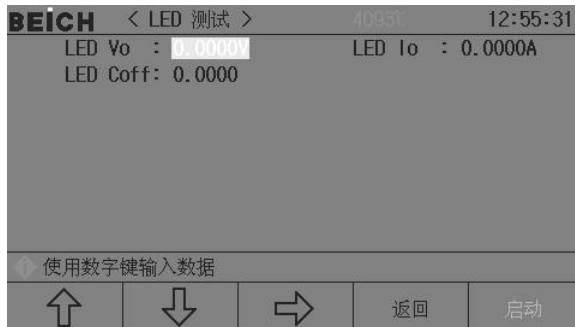 BEICH < LED 测试 > 4093℃ 12:55:31
LED Vo : 0.0000V LED Io : 0.0000A
LED Coff: 0.0000
使用数字键输入数据
返回 启动